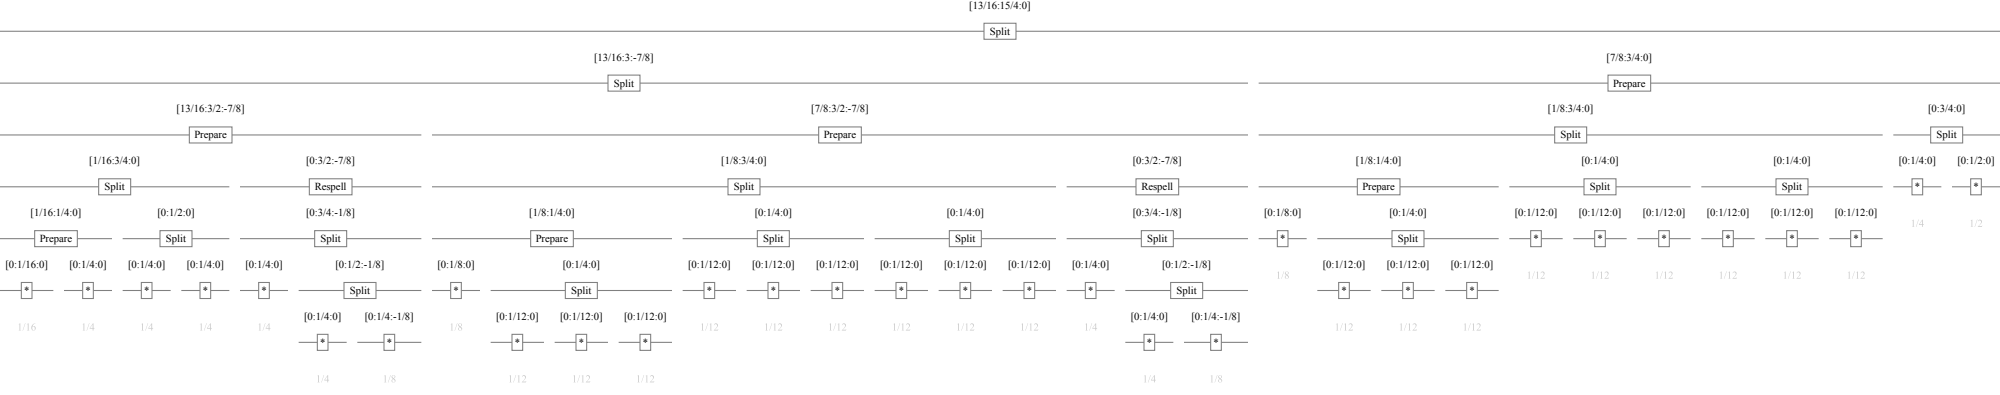 [13/16:15/4:0]
Split
[13/16:3:-7/8] [7/8:3/4:0]
Split Prepare
[13/16:3/2:-7/8] [7/8:3/2:-7/8] [1/8:3/4:0] [0:3/4:0]
Prepare Prepare Split Split
[1/16:3/4:0] [0:3/2:-7/8] [1/8:3/4:0] [0:3/2:-7/8] [1/8:1/4:0] [0:1/4:0] [0:1/4:0] [0:1/4:0] [0:1/2:0]
Split Respell Split Respell Prepare Split Split * *
[1/16:1/4:0] [0:1/2:0] [0:3/4:-1/8] [1/8:1/4:0] [0:1/4:0] [0:1/4:0] [0:3/4:-1/8] [0:1/8:0] [0:1/4:0] [0:1/12:0] [0:1/12:0] [0:1/12:0] [0:1/12:0] [0:1/12:0] [0:1/12:0] 1/4 1/2
Prepare Split Split Prepare Split Split Split * Split * * * * * *
[0:1/16:0] [0:1/4:0] [0:1/4:0] [0:1/4:0] [0:1/4:0] [0:1/2:-1/8] [0:1/8:0] [0:1/4:0] [0:1/12:0] [0:1/12:0] [0:1/12:0] [0:1/12:0] [0:1/12:0] [0:1/12:0] [0:1/4:0] [0:1/2:-1/8] 1/8 [0:1/12:0] [0:1/12:0] [0:1/12:0] 1/12 1/12 1/12 1/12 1/12 1/12
* * * * * Split * Split * * * * * * * Split * * *
1/16 1/4 1/4 1/4 1/4 [0:1/4:0] [0:1/4:-1/8] 1/8 [0:1/12:0] [0:1/12:0] [0:1/12:0] 1/12 1/12 1/12 1/12 1/12 1/12 1/4 [0:1/4:0] [0:1/4:-1/8] 1/12 1/12 1/12
* * * * * * *
1/4 1/8 1/12 1/12 1/12 1/4 1/8